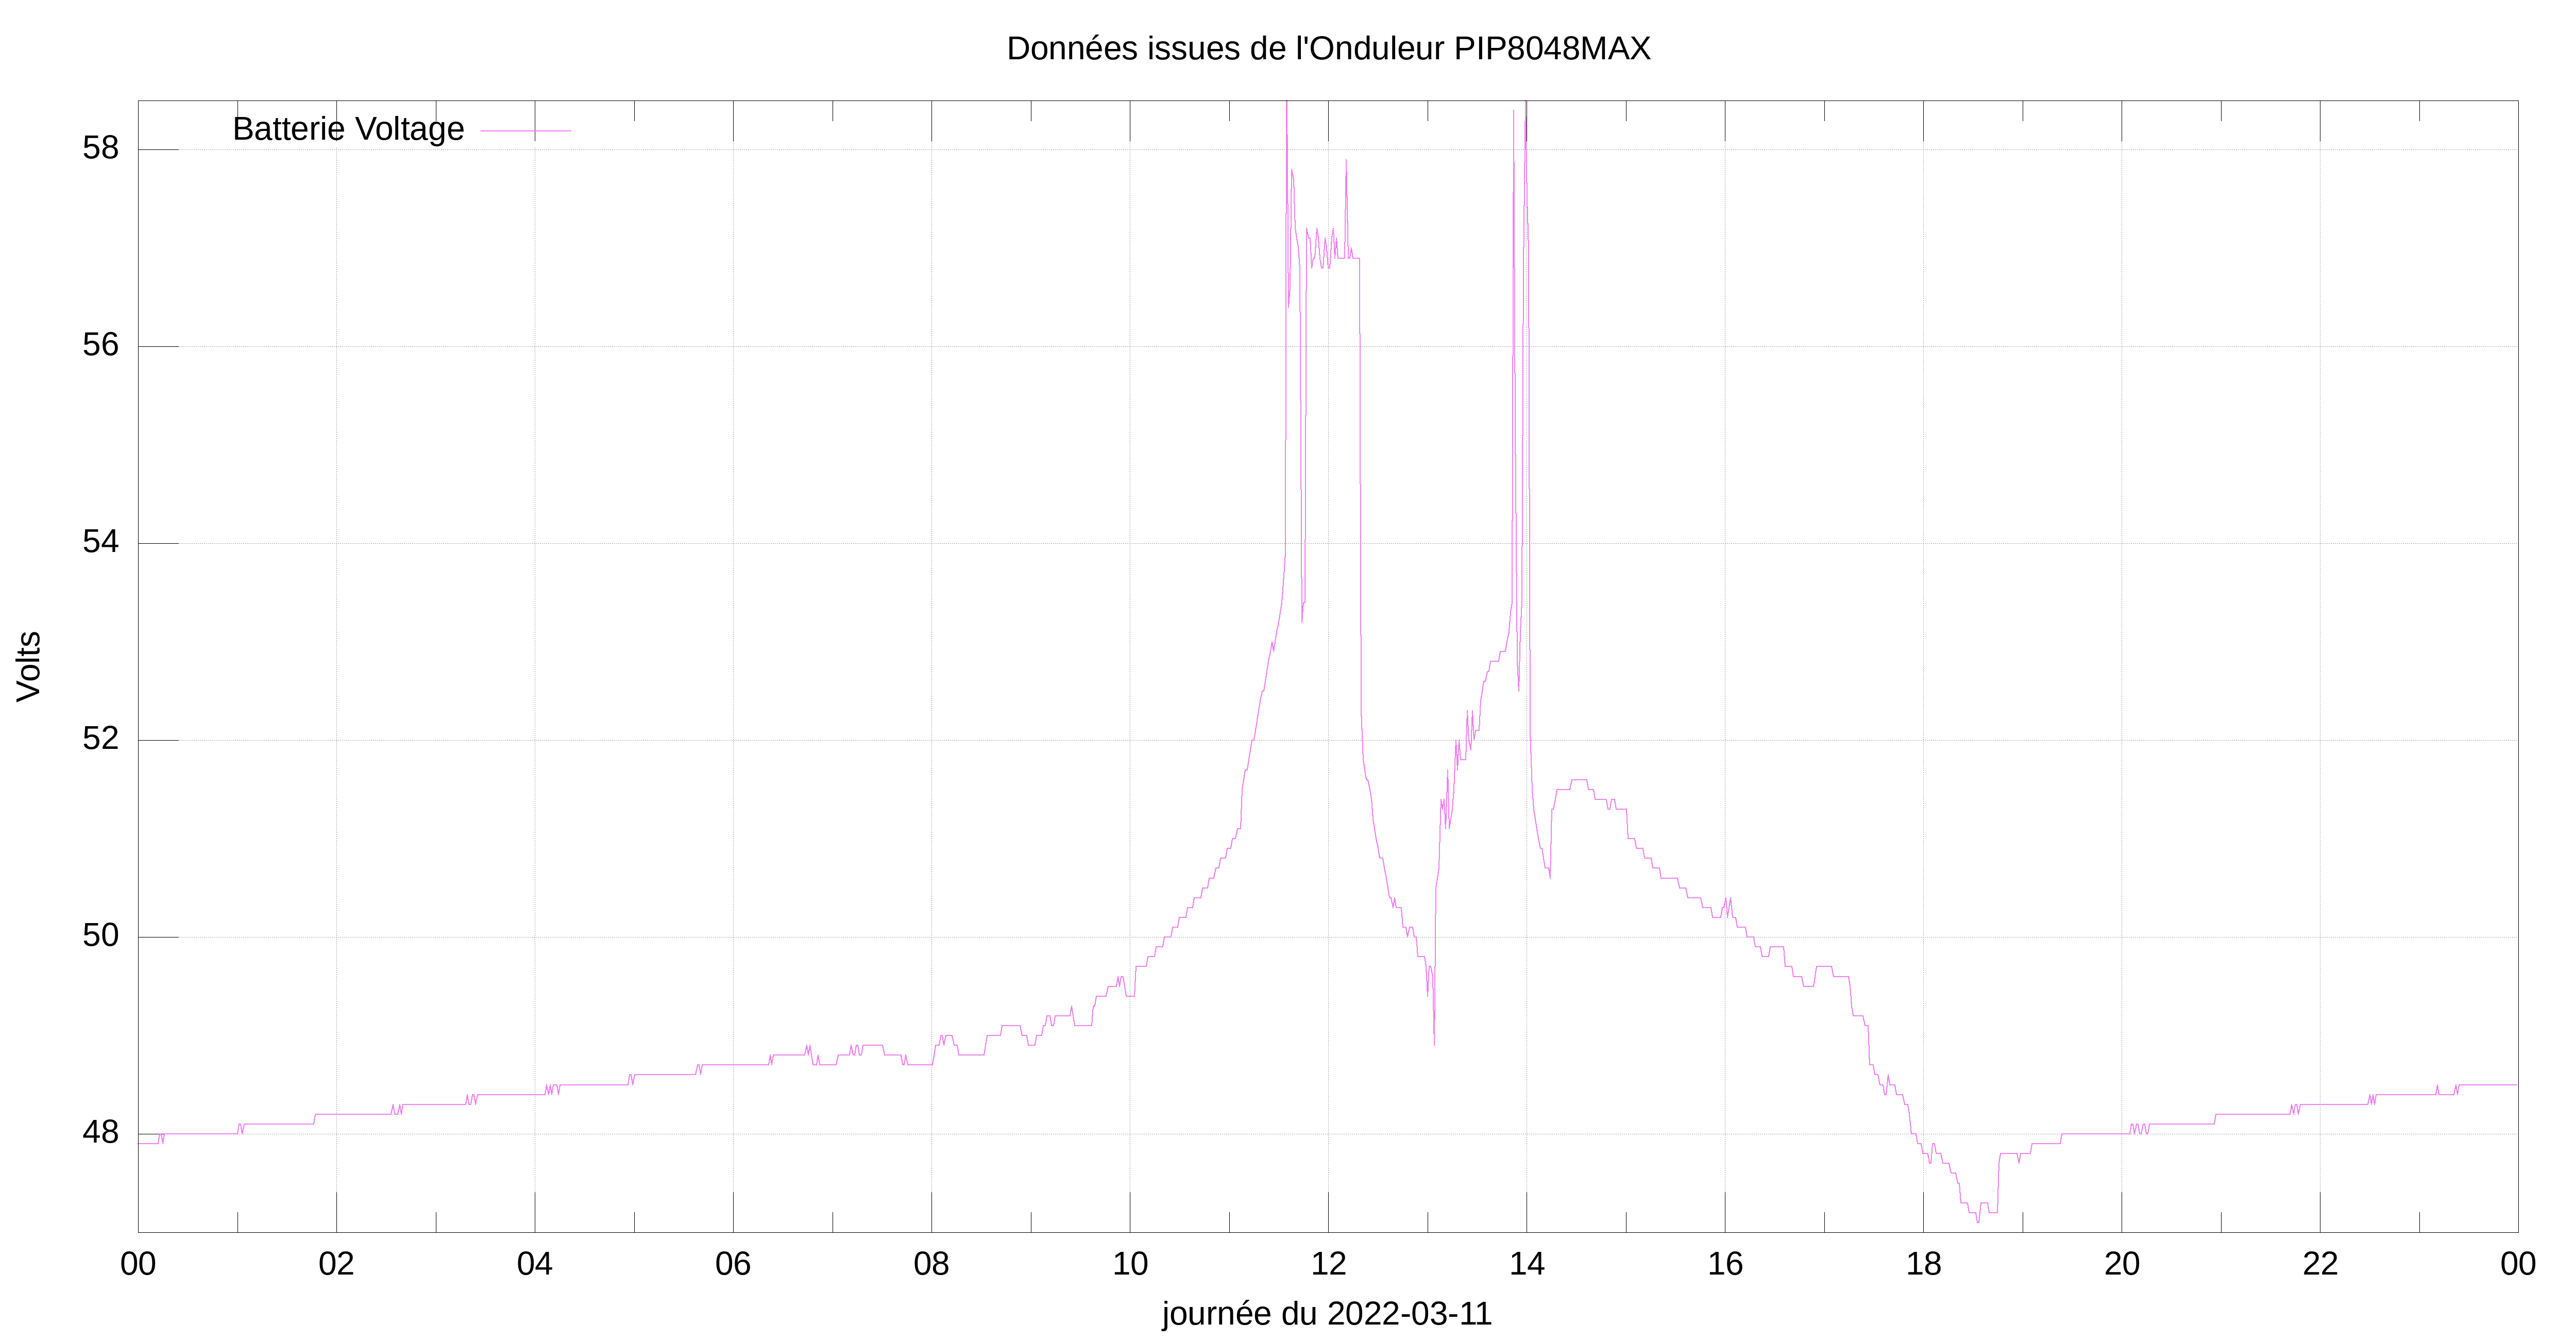 Données issues de l'Onduleur PIP8048MAX
Batterie Voltage
58
56
54
52
50
48
Volts
00 02 04 06 08 10 12 14 16 18 20 22 00
journée du 2022-03-11